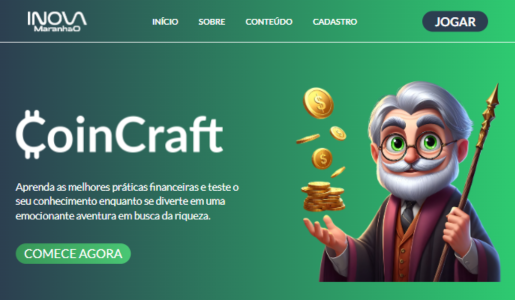 INOVA
MaranhaO
INÍCIO
SOBRE
CONTEÚDO
CADASTRO
JOGAR
CoinCraft
Aprenda as melhores práticas financeiras e teste o
seu conhecimento enquanto se diverte em uma
emocionante aventura em busca da riqueza.
COMECE AGORA